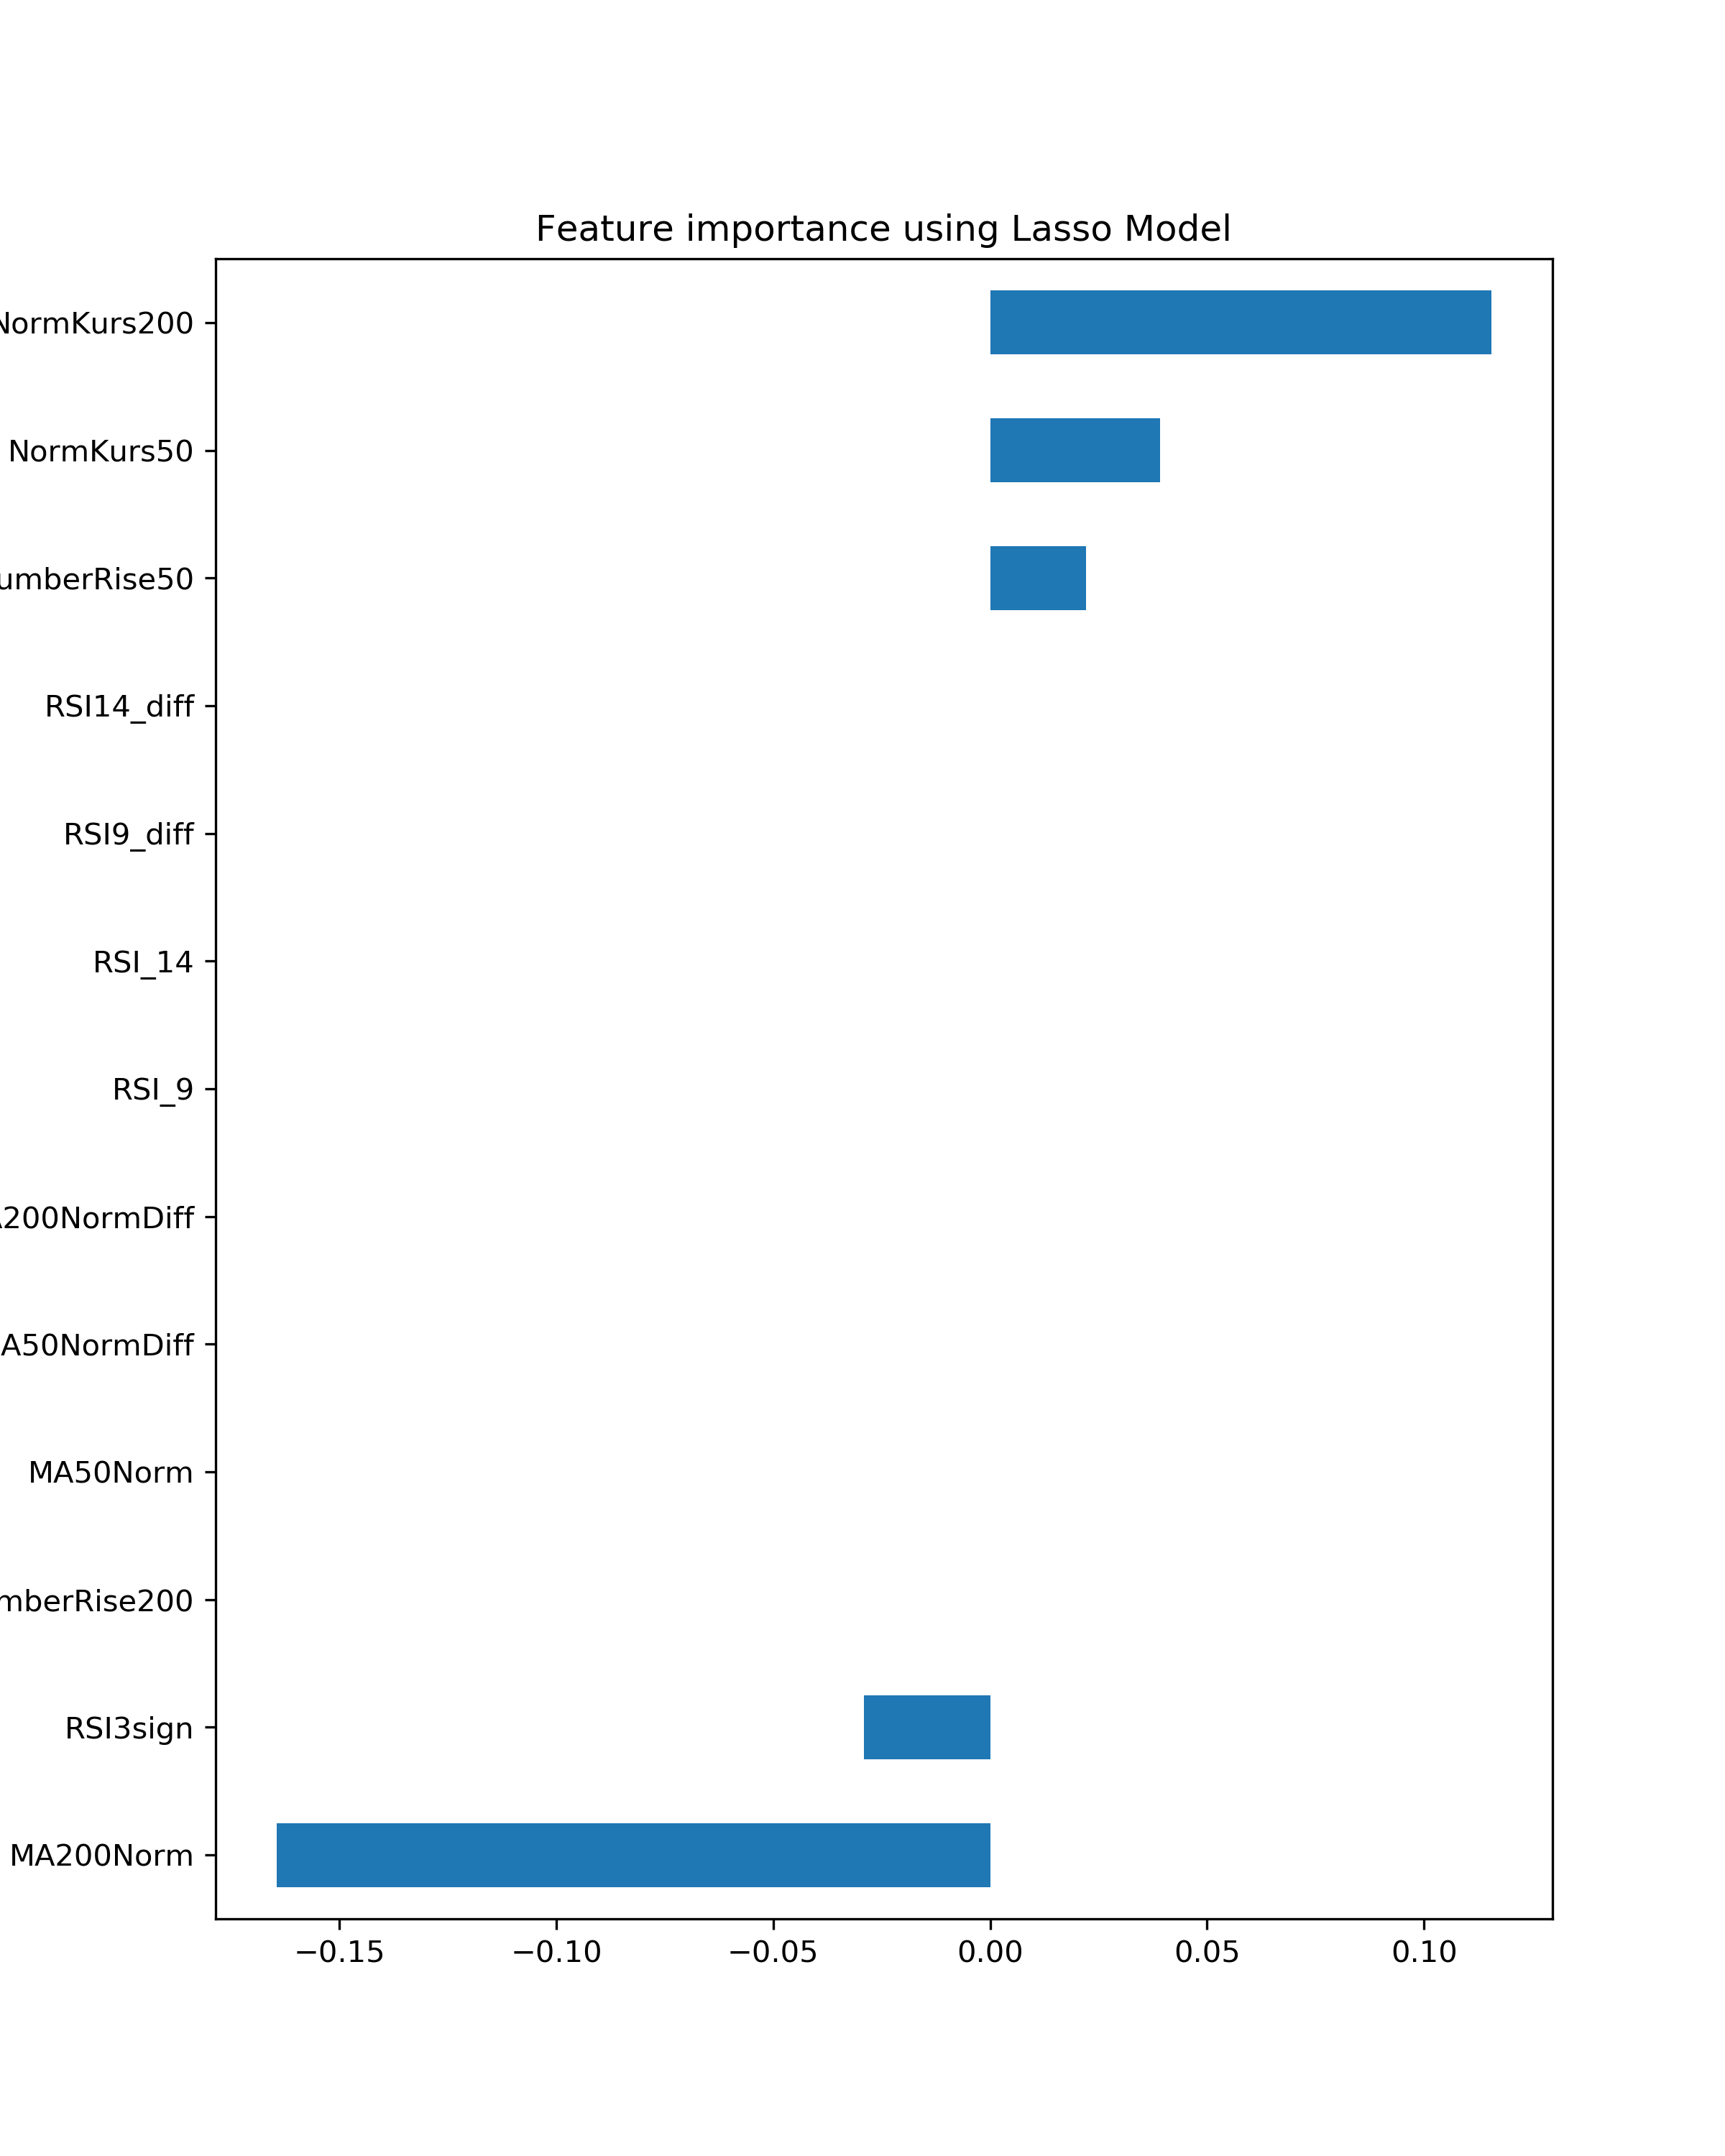 Feature importance using Lasso Model
NormKurs200
NormKurs50
umberRise50
RSI14_diff
RSI9_diff
RSI_14
RSI_9
A200NormDiff
A50NormDiff
MA50Norm
mberRise200
RSI3sign
MA200Norm
−0.15 −0.10 −0.05 0.00 0.05 0.10